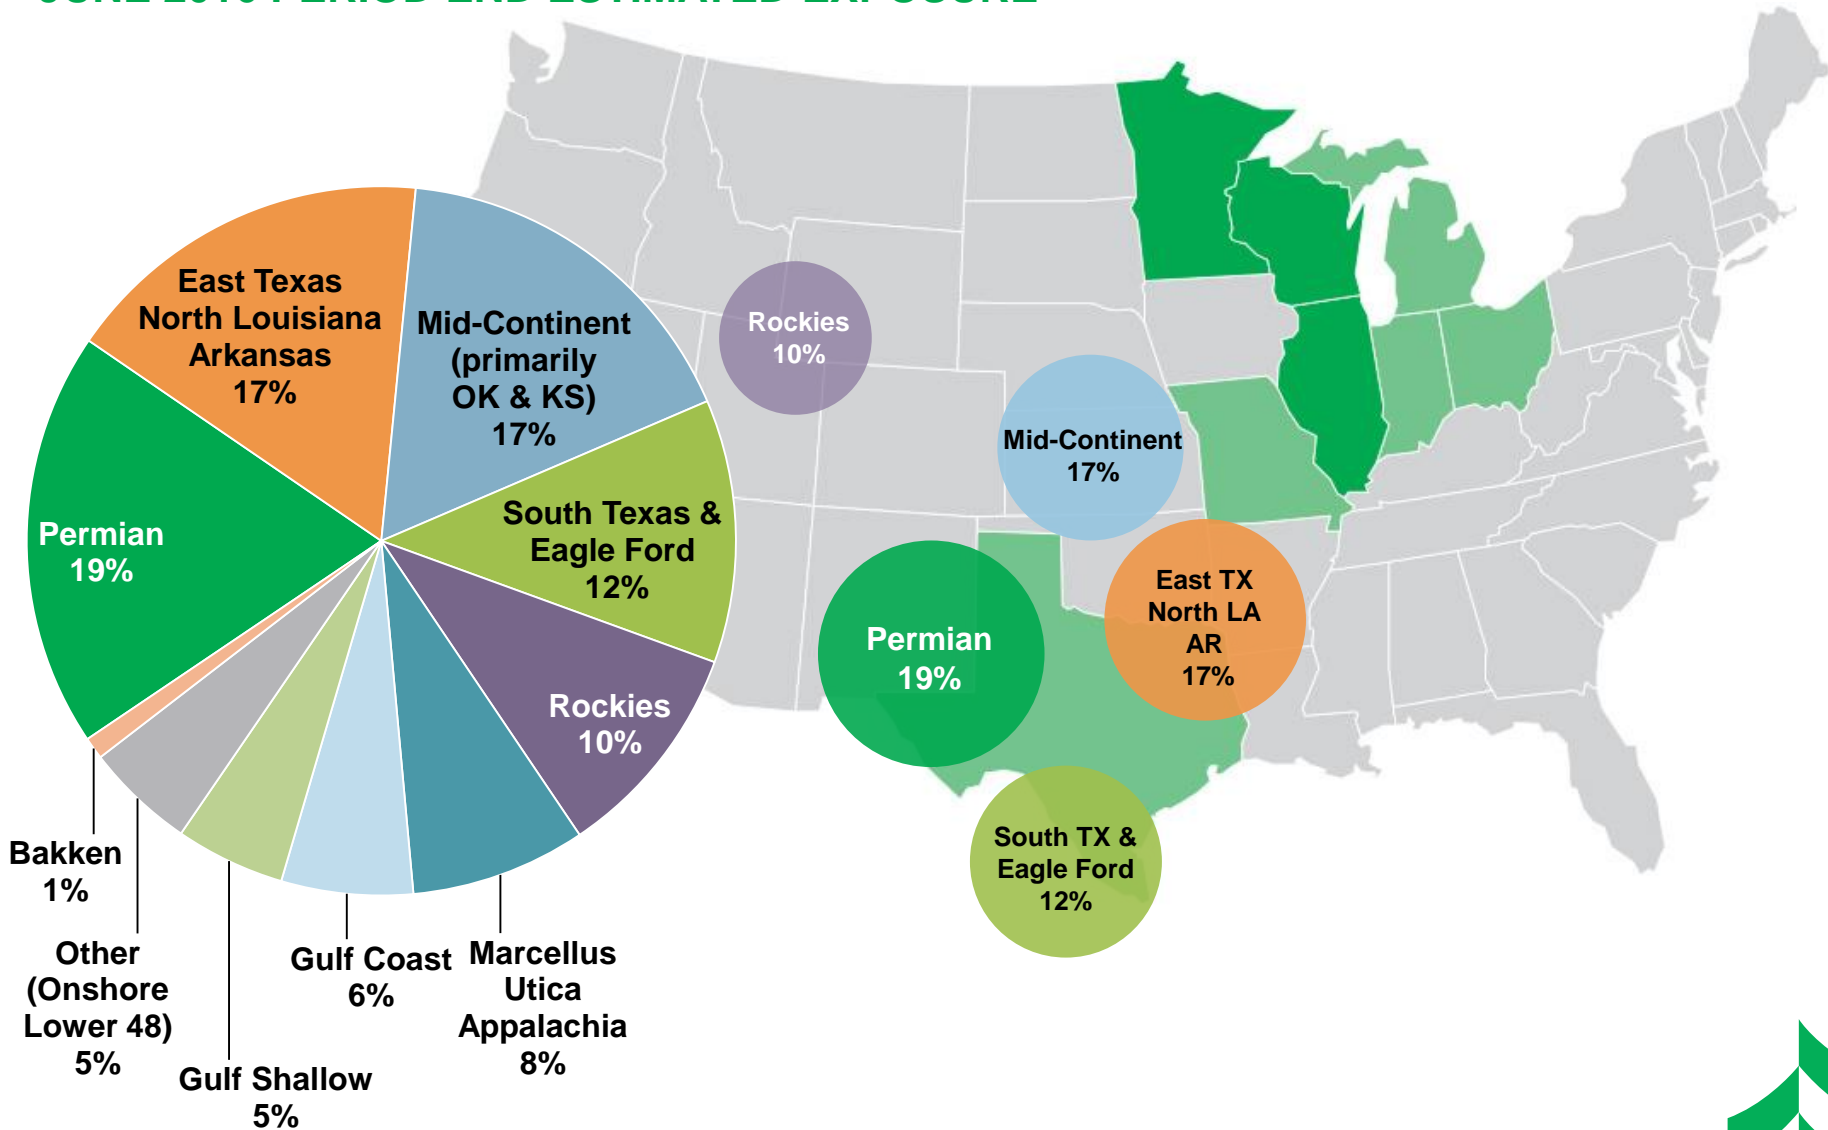 East Texas
North Louisiana
Arkansas
17%
Mid-Continent
(primarily
OK & KS)
17%
South Texas &
Eagle Ford
12%
Permian
19%
Rockies
10%
Bakken
1%
Other
(Onshore
Lower 48)
5%
Gulf Shallow
5%
Gulf Coast
6%
Marcellus
Utica
Appalachia
8%
Rockies
10%
Mid-Continent
17%
East TX
North LA
AR
17%
Permian
19%
South TX &
Eagle Ford
12%